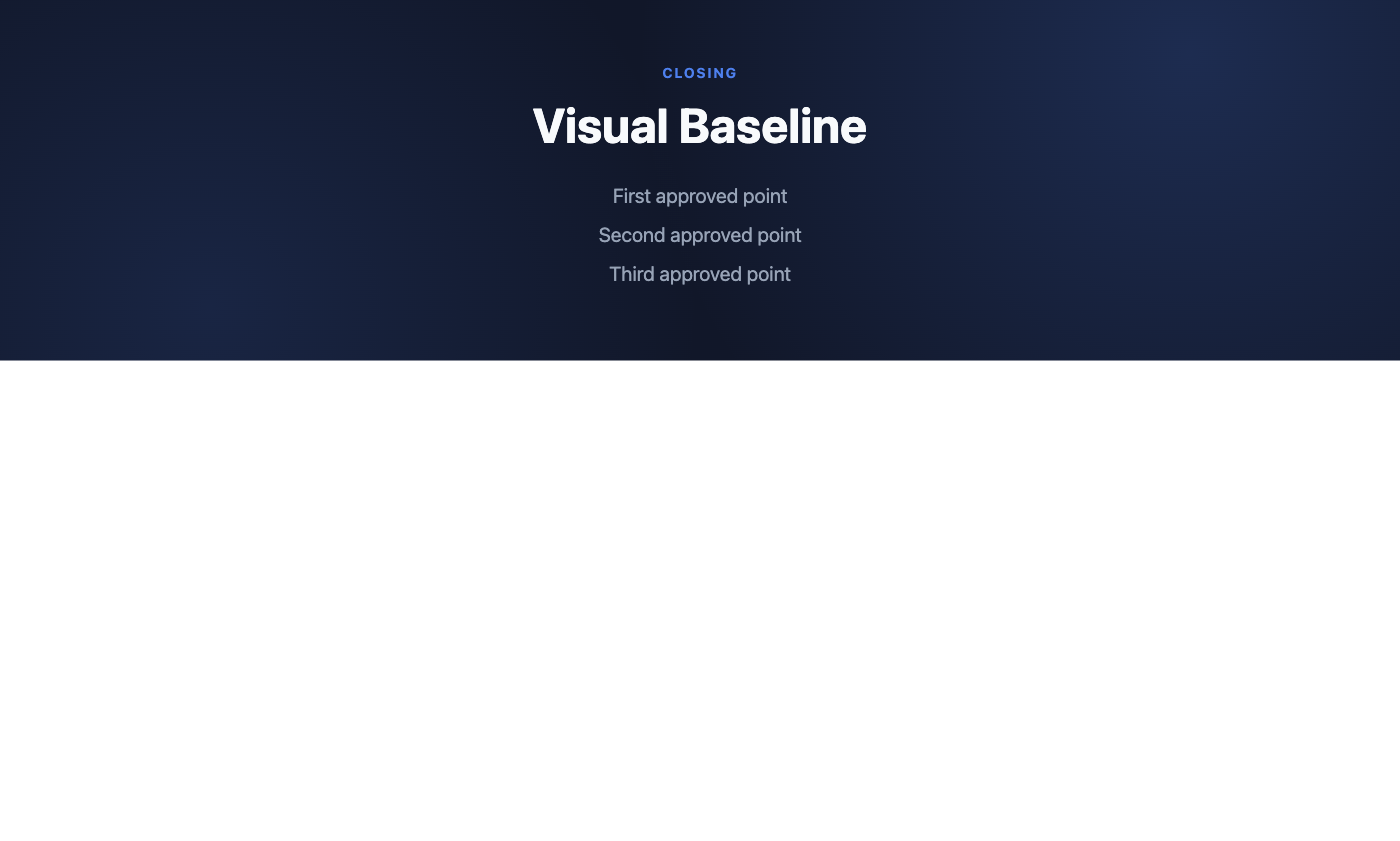 CLOSING
Visual Baseline
First approved point
Second approved point
Third approved point